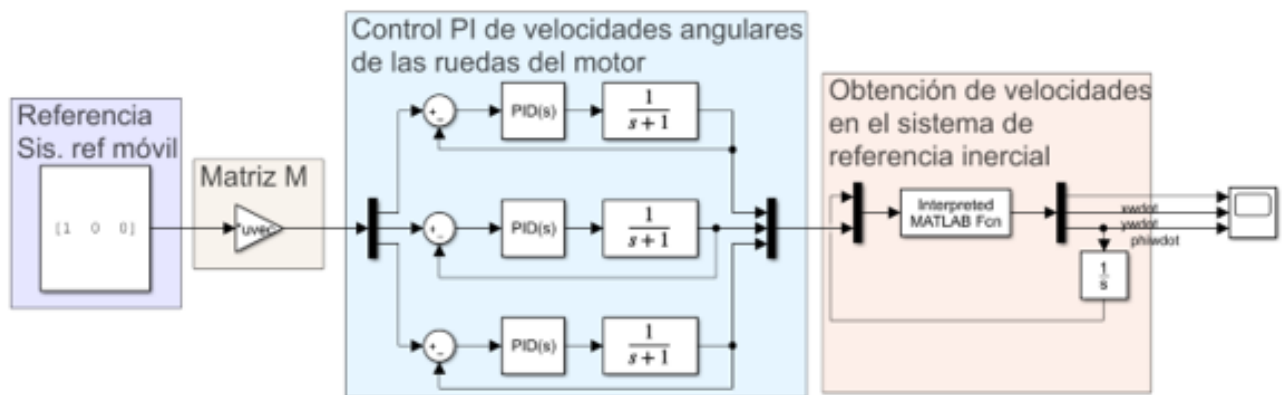 Referencia
Sis. ref móvil
[1 0 0]
Matriz M
*uvec
Control PI de velocidades angulares
de las ruedas del motor
+
-
PID(s)
1
s + 1
+
-
PID(s)
1
s + 1
+
-
PID(s)
1
s + 1
Obtención de velocidades
en el sistema de
referencia inercial
Interpreted
MATLAB Fcn
xwdot
ywdot
phiwdot
1
s